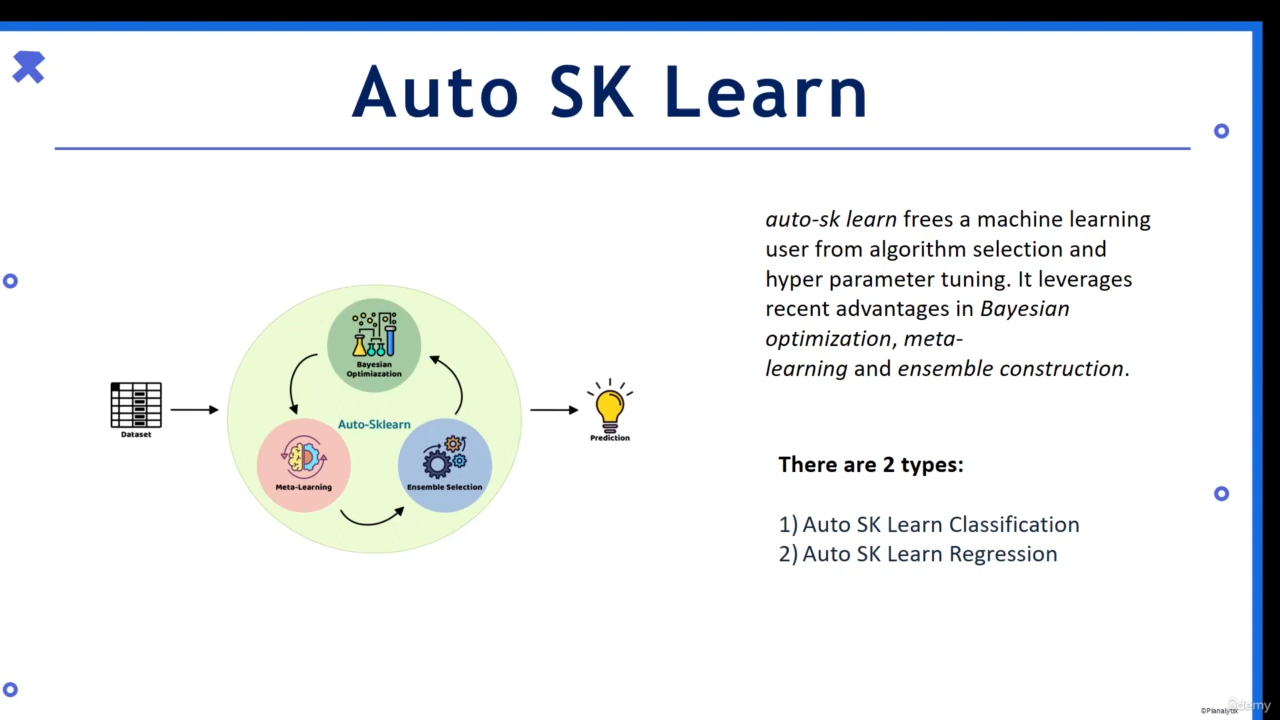 Auto SK Learn
auto-sk learn frees a machine learning
user from algorithm selection and
hyper parameter tuning. It leverages
recent advantages in Bayesian
optimization, meta-
learning and ensemble construction.
Bayesian
Optimiazation
Auto-Sklearn
Dataset
Prediction
Meta-Learning
Ensemble Selection
There are 2 types:
1) Auto SK Learn Classification
2) Auto SK Learn Regression
©Pianalytix
ûdemy